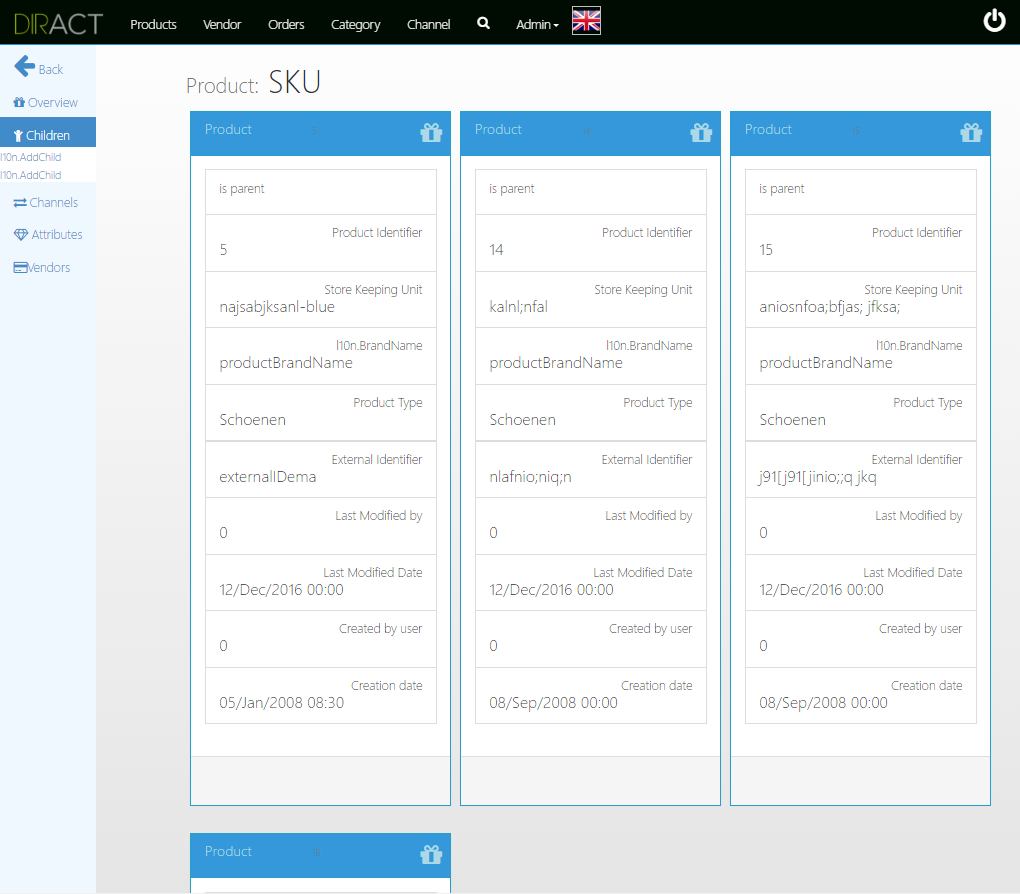 DIRACT
Products Vendor Orders Category Channel Admin
Back
Overview
Children
l10n.AddChild
l10n.AddChild
Channels
Attributes
Vendors
Product: SKU
Product
is parent
Product Identifier
5
Store Keeping Unit
najsabjksanl-blue
l10n.BrandName
productBrandName
Product Type
Schoenen
External Identifier
externalIDema
Last Modified by
0
Last Modified Date
12/Dec/2016 00:00
Created by user
0
Creation date
05/Jan/2008 08:30
Product
is parent
Product Identifier
14
Store Keeping Unit
kalnl;nfal
l10n.BrandName
productBrandName
Product Type
Schoenen
External Identifier
nlafnio;niq;n
Last Modified by
0
Last Modified Date
12/Dec/2016 00:00
Created by user
0
Creation date
08/Sep/2008 00:00
Product
is parent
Product Identifier
15
Store Keeping Unit
aniosnfoa;bfjas; jfksa;
l10n.BrandName
productBrandName
Product Type
Schoenen
External Identifier
j91[j91[jinio;;q jkq
Last Modified by
0
Last Modified Date
12/Dec/2016 00:00
Created by user
0
Creation date
08/Sep/2008 00:00
Product